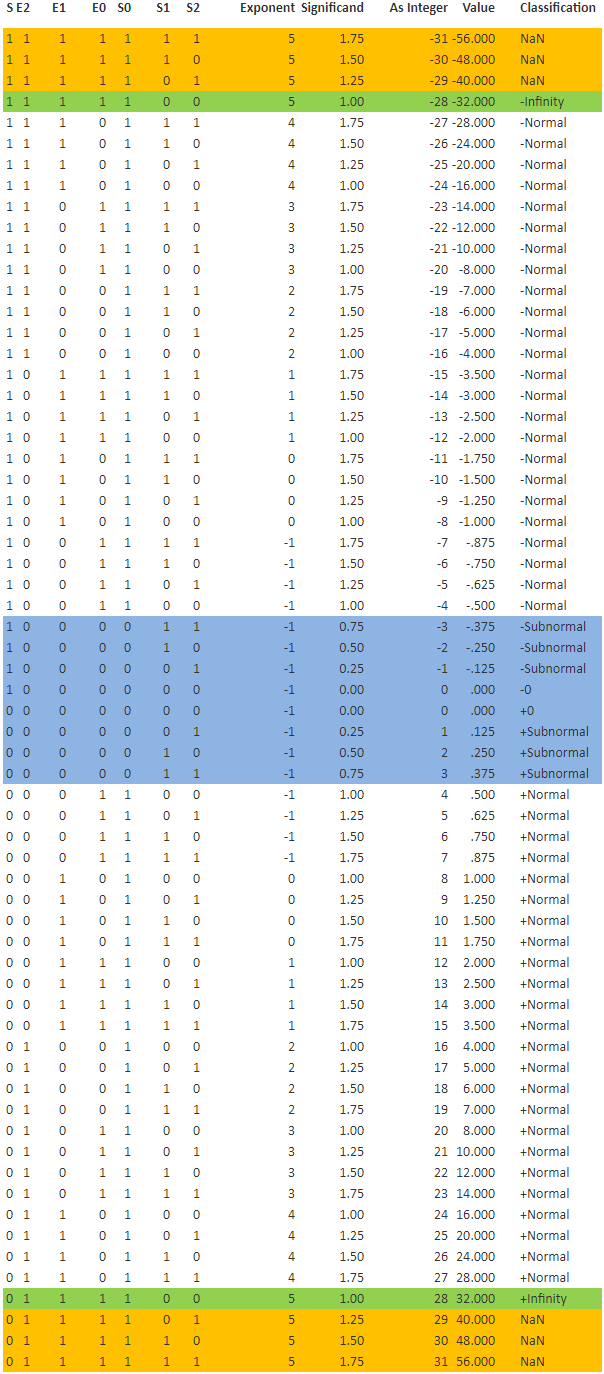 S E2 E1 E0 S0 S1 S2 Exponent Significand As Integer Value Classification
1 1 1 1 1 1 1 5 1.75 -31 -56.000 NaN
1 1 1 1 1 1 0 5 1.50 -30 -48.000 NaN
1 1 1 1 1 0 1 5 1.25 -29 -40.000 NaN
1 1 1 1 1 0 0 5 1.00 -28 -32.000 -Infinity
1 1 1 0 1 1 1 4 1.75 -27 -28.000 -Normal
1 1 1 0 1 1 0 4 1.50 -26 -24.000 -Normal
1 1 1 0 1 0 1 4 1.25 -25 -20.000 -Normal
1 1 1 0 1 0 0 4 1.00 -24 -16.000 -Normal
1 1 0 1 1 1 1 3 1.75 -23 -14.000 -Normal
1 1 0 1 1 1 0 3 1.50 -22 -12.000 -Normal
1 1 0 1 1 0 1 3 1.25 -21 -10.000 -Normal
1 1 0 1 1 0 0 3 1.00 -20 -8.000 -Normal
1 1 0 0 1 1 1 2 1.75 -19 -7.000 -Normal
1 1 0 0 1 1 0 2 1.50 -18 -6.000 -Normal
1 1 0 0 1 0 1 2 1.25 -17 -5.000 -Normal
1 1 0 0 1 0 0 2 1.00 -16 -4.000 -Normal
1 0 1 1 1 1 1 1 1.75 -15 -3.500 -Normal
1 0 1 1 1 1 0 1 1.50 -14 -3.000 -Normal
1 0 1 1 1 0 1 1 1.25 -13 -2.500 -Normal
1 0 1 1 1 0 0 1 1.00 -12 -2.000 -Normal
1 0 1 0 1 1 1 0 1.75 -11 -1.750 -Normal
1 0 1 0 1 1 0 0 1.50 -10 -1.500 -Normal
1 0 1 0 1 0 1 0 1.25 -9 -1.250 -Normal
1 0 1 0 1 0 0 0 1.00 -8 -1.000 -Normal
1 0 0 1 1 1 1 -1 1.75 -7 -.875 -Normal
1 0 0 1 1 1 0 -1 1.50 -6 -.750 -Normal
1 0 0 1 1 0 1 -1 1.25 -5 -.625 -Normal
1 0 0 1 1 0 0 -1 1.00 -4 -.500 -Normal
1 0 0 0 0 1 1 -1 0.75 -3 -.375 -Subnormal
1 0 0 0 0 1 0 -1 0.50 -2 -.250 -Subnormal
1 0 0 0 0 0 1 -1 0.25 -1 -.125 -Subnormal
1 0 0 0 0 0 0 -1 0.00 0 .000 -0
0 0 0 0 0 0 0 -1 0.00 0 .000 +0
0 0 0 0 0 0 1 -1 0.25 1 .125 +Subnormal
0 0 0 0 0 1 0 -1 0.50 2 .250 +Subnormal
0 0 0 0 0 1 1 -1 0.75 3 .375 +Subnormal
0 0 0 1 1 0 0 -1 1.00 4 .500 +Normal
0 0 0 1 1 0 1 -1 1.25 5 .625 +Normal
0 0 0 1 1 1 0 -1 1.50 6 .750 +Normal
0 0 0 1 1 1 1 -1 1.75 7 .875 +Normal
0 0 1 0 1 0 0 0 1.00 8 1.000 +Normal
0 0 1 0 1 0 1 0 1.25 9 1.250 +Normal
0 0 1 0 1 1 0 0 1.50 10 1.500 +Normal
0 0 1 0 1 1 1 0 1.75 11 1.750 +Normal
0 0 1 1 1 0 0 1 1.00 12 2.000 +Normal
0 0 1 1 1 0 1 1 1.25 13 2.500 +Normal
0 0 1 1 1 1 0 1 1.50 14 3.000 +Normal
0 0 1 1 1 1 1 1 1.75 15 3.500 +Normal
0 1 0 0 1 0 0 2 1.00 16 4.000 +Normal
0 1 0 0 1 0 1 2 1.25 17 5.000 +Normal
0 1 0 0 1 1 0 2 1.50 18 6.000 +Normal
0 1 0 0 1 1 1 2 1.75 19 7.000 +Normal
0 1 0 1 1 0 0 3 1.00 20 8.000 +Normal
0 1 0 1 1 0 1 3 1.25 21 10.000 +Normal
0 1 0 1 1 1 0 3 1.50 22 12.000 +Normal
0 1 0 1 1 1 1 3 1.75 23 14.000 +Normal
0 1 1 0 1 0 0 4 1.00 24 16.000 +Normal
0 1 1 0 1 0 1 4 1.25 25 20.000 +Normal
0 1 1 0 1 1 0 4 1.50 26 24.000 +Normal
0 1 1 0 1 1 1 4 1.75 27 28.000 +Normal
0 1 1 1 1 0 0 5 1.00 28 32.000 +Infinity
0 1 1 1 1 0 1 5 1.25 29 40.000 NaN
0 1 1 1 1 1 0 5 1.50 30 48.000 NaN
0 1 1 1 1 1 1 5 1.75 31 56.000 NaN